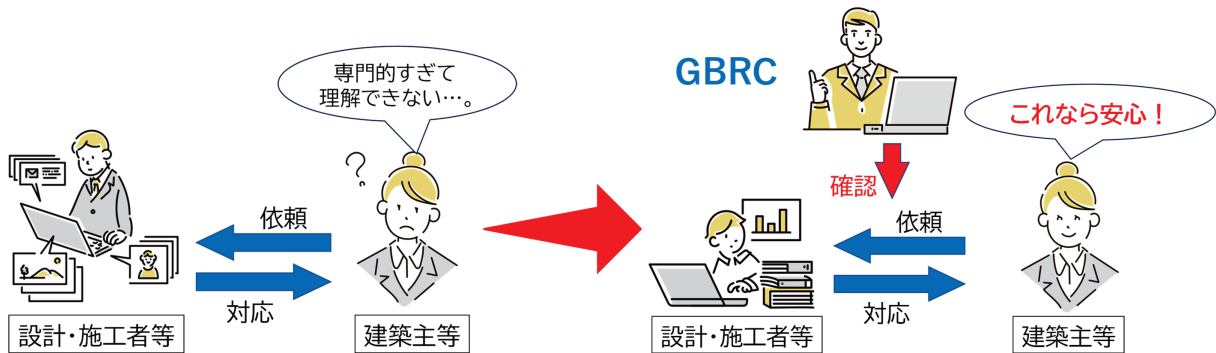 専門的すぎて
理解できない…。
依頼
対応
設計・施工者等
建築主等
GBRC
これなら安心！
確認
依頼
対応
設計・施工者等
建築主等